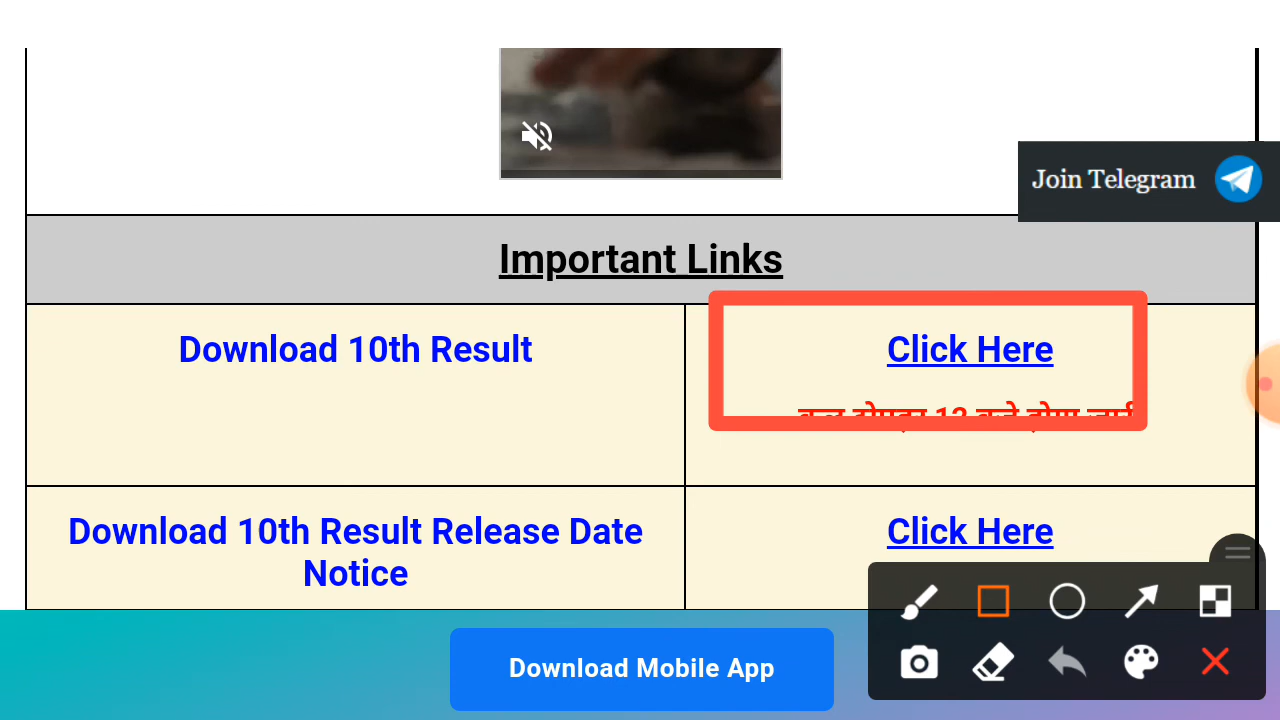 Join Telegram
Important Links
Download 10th Result
Click Here
Download 10th Result Release Date
Notice
Click Here
Download Mobile App